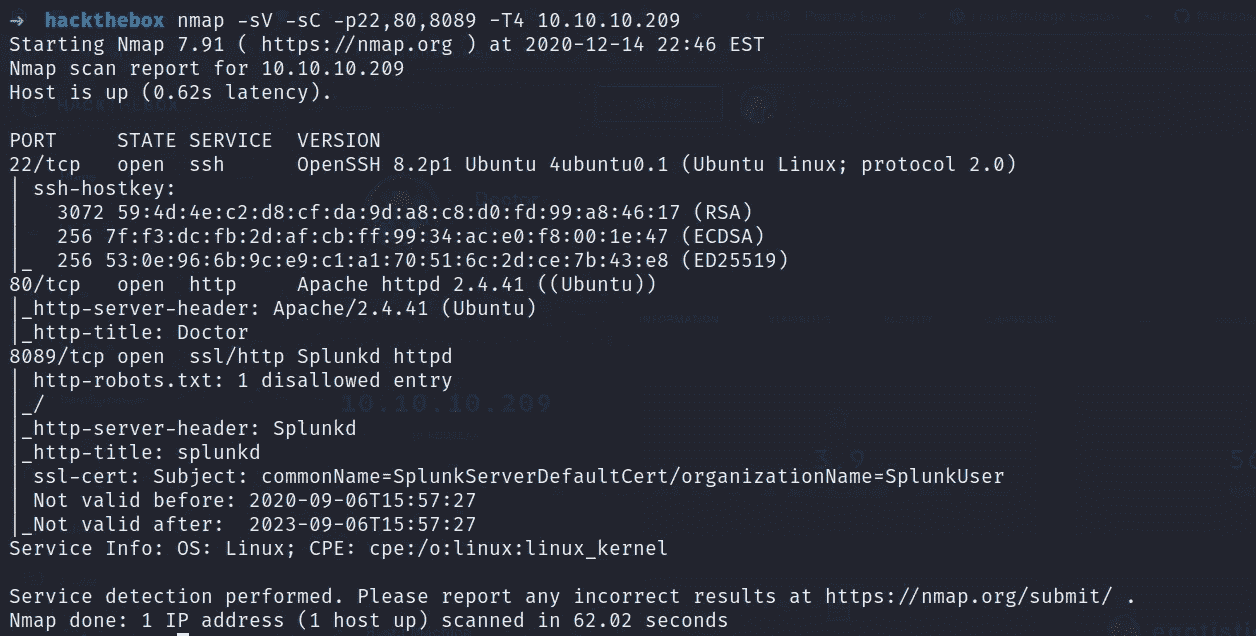 → hackthebox nmap -sV -sC -p22,80,8089 -T4 10.10.10.209
Starting Nmap 7.91 ( https://nmap.org ) at 2020-12-14 22:46 EST
Nmap scan report for 10.10.10.209
Host is up (0.62s latency).
PORT     STATE SERVICE  VERSION
22/tcp   open  ssh      OpenSSH 8.2p1 Ubuntu 4ubuntu0.1 (Ubuntu Linux; protocol 2.0)
| ssh-hostkey:
|   3072 59:4d:4e:c2:d8:cf:da:9d:a8:c8:d0:fd:99:a8:46:17 (RSA)
|   256 7f:f3:dc:fb:2d:af:cb:ff:99:34:ac:e0:f8:00:1e:47 (ECDSA)
|_  256 53:0e:96:6b:9c:e9:c1:a1:70:51:6c:2d:ce:7b:43:e8 (ED25519)
80/tcp   open  http     Apache httpd 2.4.41 ((Ubuntu))
|_http-server-header: Apache/2.4.41 (Ubuntu)
|_http-title: Doctor
8089/tcp open  ssl/http Splunkd httpd
| http-robots.txt: 1 disallowed entry
|_/
|_http-server-header: Splunkd
|_http-title: splunkd
| ssl-cert: Subject: commonName=SplunkServerDefaultCert/organizationName=SplunkUser
| Not valid before: 2020-09-06T15:57:27
|_Not valid after:  2023-09-06T15:57:27
Service Info: OS: Linux; CPE: cpe:/o:linux:linux_kernel
Service detection performed. Please report any incorrect results at https://nmap.org/submit/ .
Nmap done: 1 IP address (1 host up) scanned in 62.02 seconds
10.10.10.209
3.9